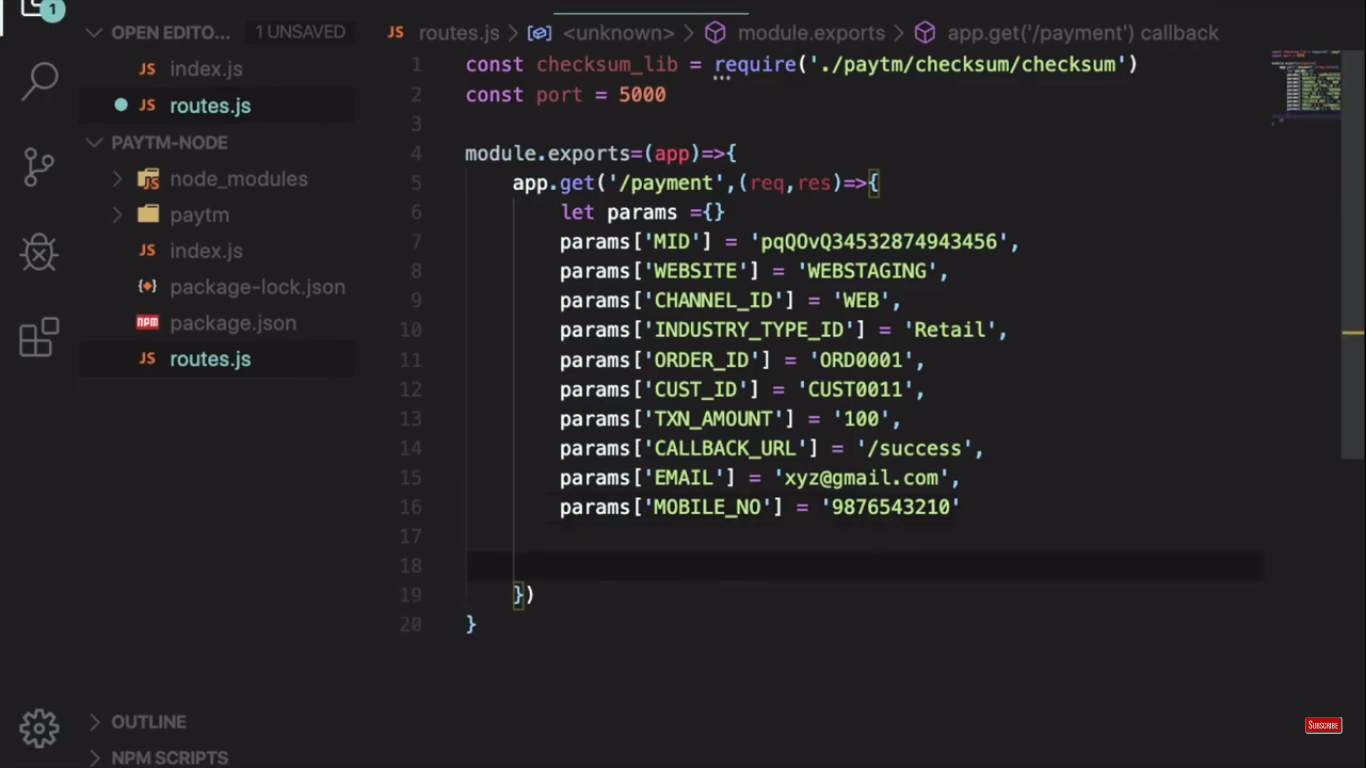 1
OPEN EDITO... 1 UNSAVED
JS index.js
JS routes.js
PAYTM-NODE
node_modules
paytm
JS index.js
package-lock.json
npm package.json
JS routes.js
OUTLINE
NPM SCRIPTS
JS routes.js > <unknown> > module.exports > app.get('/payment') callback
1 const checksum_lib = require('./paytm/checksum/checksum')
2 const port = 5000
3
4 module.exports=(app)=>{
5 app.get('/payment',(req,res)=>{
6 let params ={}
7 params['MID'] = 'pqQOvQ34532874943456',
8 params['WEBSITE'] = 'WEBSTAGING',
9 params['CHANNEL_ID'] = 'WEB',
10 params['INDUSTRY_TYPE_ID'] = 'Retail',
11 params['ORDER_ID'] = 'ORD0001',
12 params['CUST_ID'] = 'CUST0011',
13 params['TXN_AMOUNT'] = '100',
14 params['CALLBACK_URL'] = '/success',
15 params['EMAIL'] = 'xyz@gmail.com',
16 params['MOBILE_NO'] = '9876543210'
17
18
19 })
20 }
SUBSCRIBE